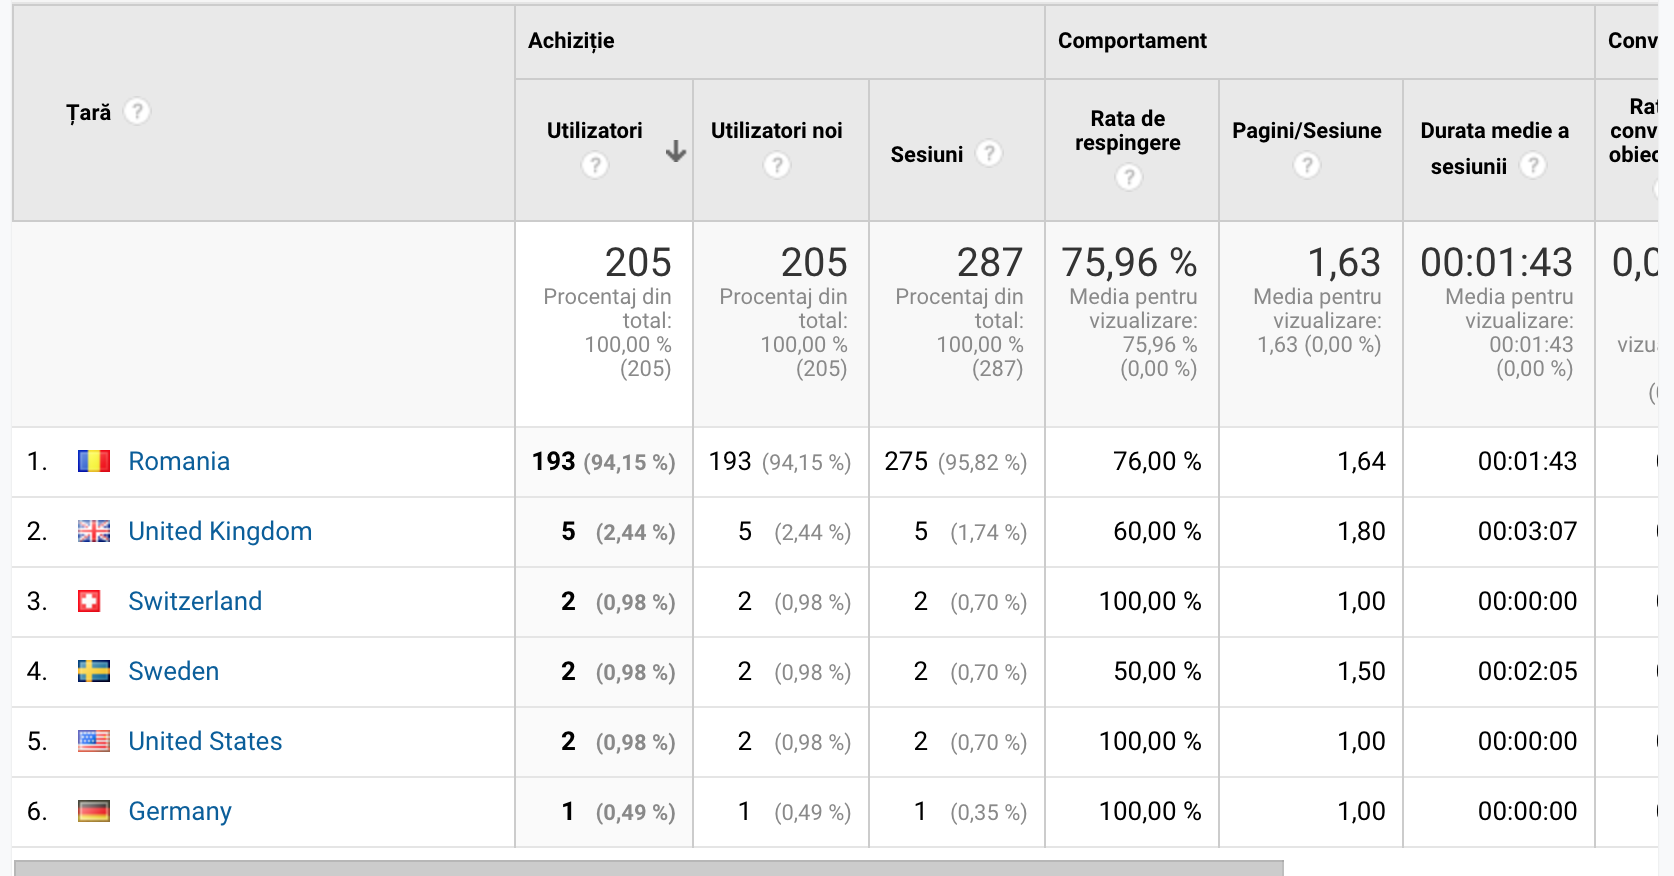 Achiziție Comportament Conv
Țară ?
Utilizatori ? Utilizatori noi ? Sesiuni ? Rata de respingere ? Pagini/Sesiune ? Durata medie a sesiunii ?
205 205 287 75,96 % 1,63 00:01:43 0,0
Procentaj din Procentaj din Procentaj din Media pentru Media pentru Media pentru
total: total: total: vizualizare: vizualizare: vizualizare:
100,00 % 100,00 % 100,00 % 75,96 % 1,63 (0,00 %) 00:01:43
(205) (205) (287) (0,00 %) (0,00 %)
1. Romania 193 (94,15 %) 193 (94,15 %) 275 (95,82 %) 76,00 % 1,64 00:01:43
2. United Kingdom 5 (2,44 %) 5 (2,44 %) 5 (1,74 %) 60,00 % 1,80 00:03:07
3. Switzerland 2 (0,98 %) 2 (0,98 %) 2 (0,70 %) 100,00 % 1,00 00:00:00
4. Sweden 2 (0,98 %) 2 (0,98 %) 2 (0,70 %) 50,00 % 1,50 00:02:05
5. United States 2 (0,98 %) 2 (0,98 %) 2 (0,70 %) 100,00 % 1,00 00:00:00
6. Germany 1 (0,49 %) 1 (0,49 %) 1 (0,35 %) 100,00 % 1,00 00:00:00